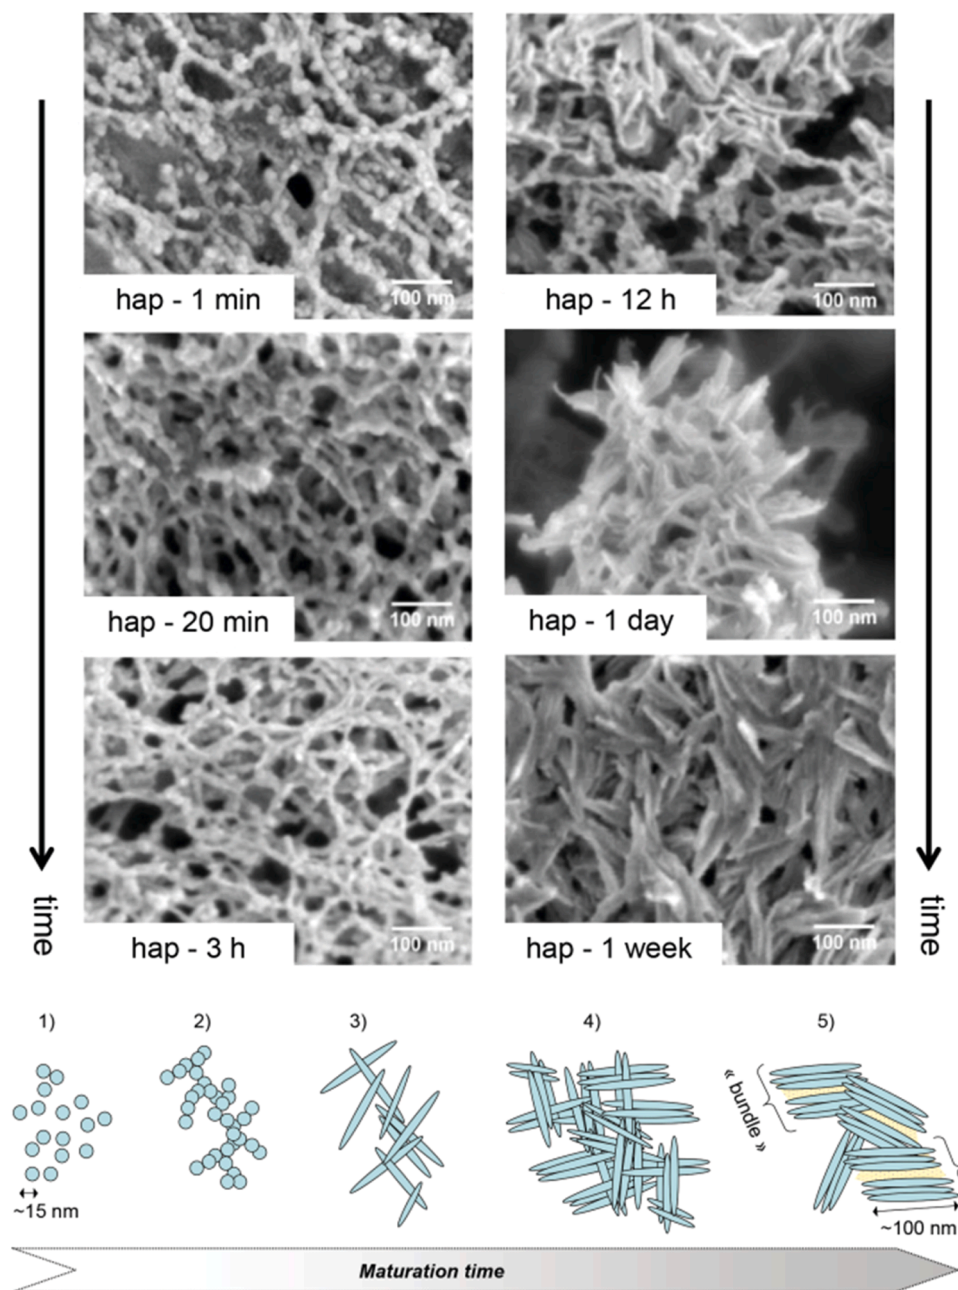 100 nm
hap - 1 min
100 nm
hap - 12 h
100 nm
hap - 20 min
100 nm
hap - 1 day
100 nm
hap - 3 h
100 nm
hap - 1 week
time
time
1)
2)
3)
4)
5)
« bundle »
~15 nm
~100 nm
Maturation time